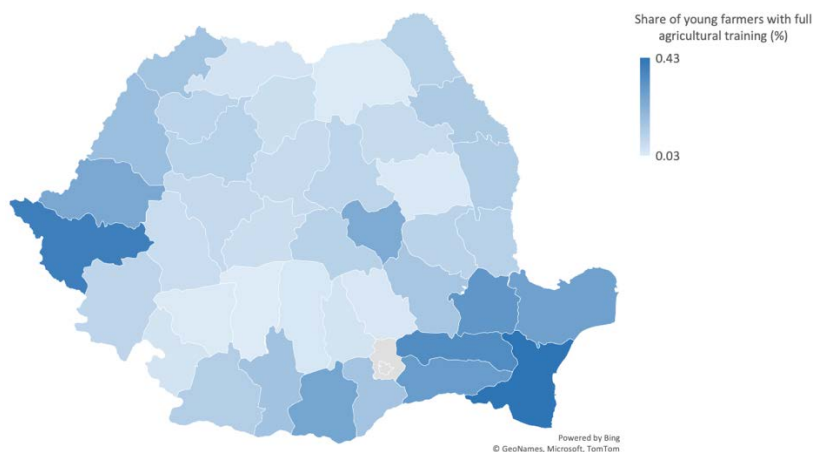 Share of young farmers with full
agricultural training (%)
0.43
0.03
Powered by Bing
© GeoNames, Microsoft, TomTom